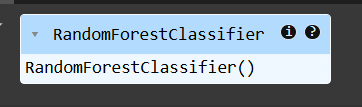 RandomForestClassifier i ?
RandomForestClassifier()